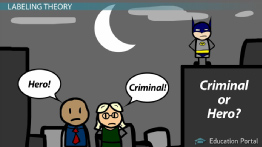 LABELING THEORY
Hero!
Criminal!
Criminal
or
Hero?
Education Portal